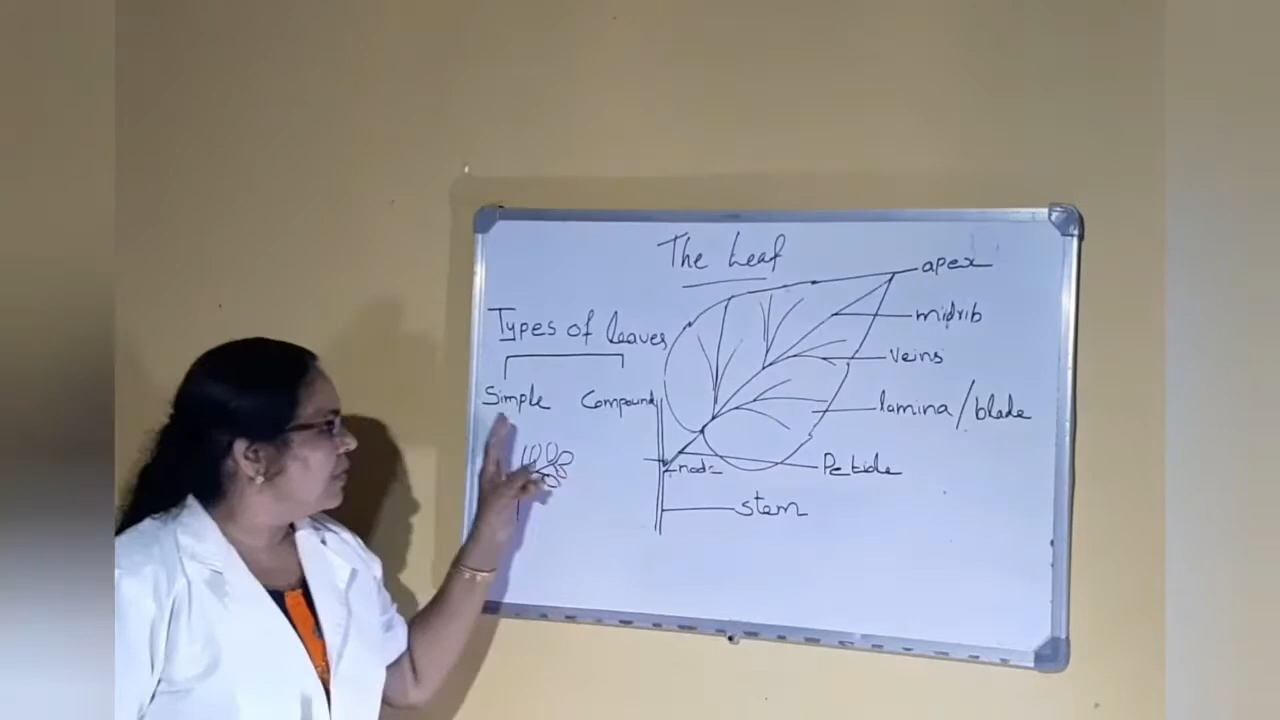 The Leaf
Types of leaves
Simple Compound
apex
midrib
veins
lamina/blade
Petiole
node
stem